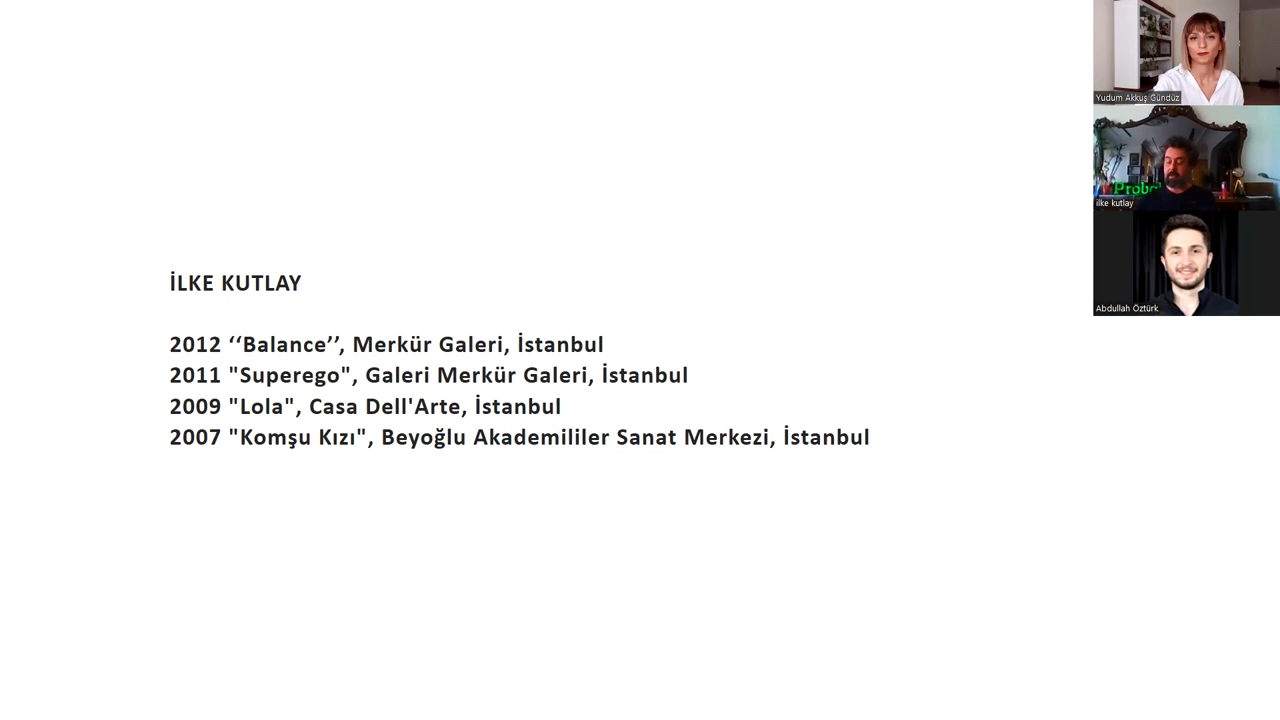 İLKE KUTLAY
2012 ‘‘Balance’’, Merkür Galeri, İstanbul
2011 "Superego", Galeri Merkür Galeri, İstanbul
2009 "Lola", Casa Dell'Arte, İstanbul
2007 "Komşu Kızı", Beyoğlu Akademililer Sanat Merkezi, İstanbul
Yudum Akkuş Gündüz
ilke kutlay
Abdullah Öztürk